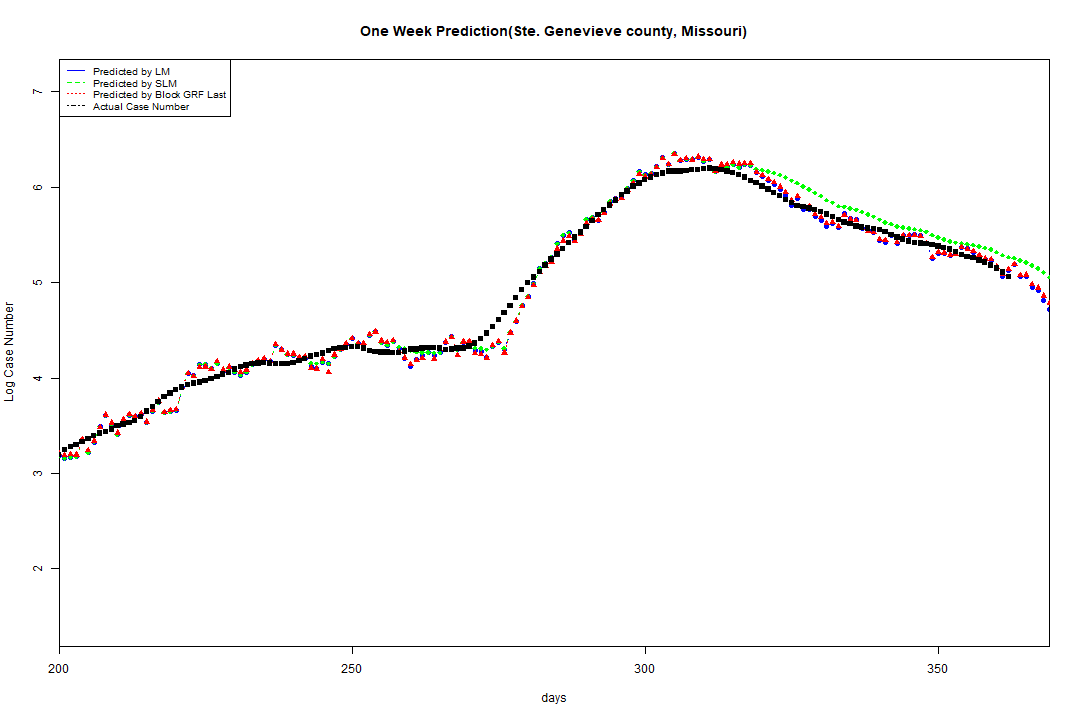 One Week Prediction(Ste. Genevieve county, Missouri)
Predicted by LM
Predicted by SLM
Predicted by Block GRF Last
Actual Case Number
7
6
5
4
3
2
Log Case Number
200 250 300 350
days